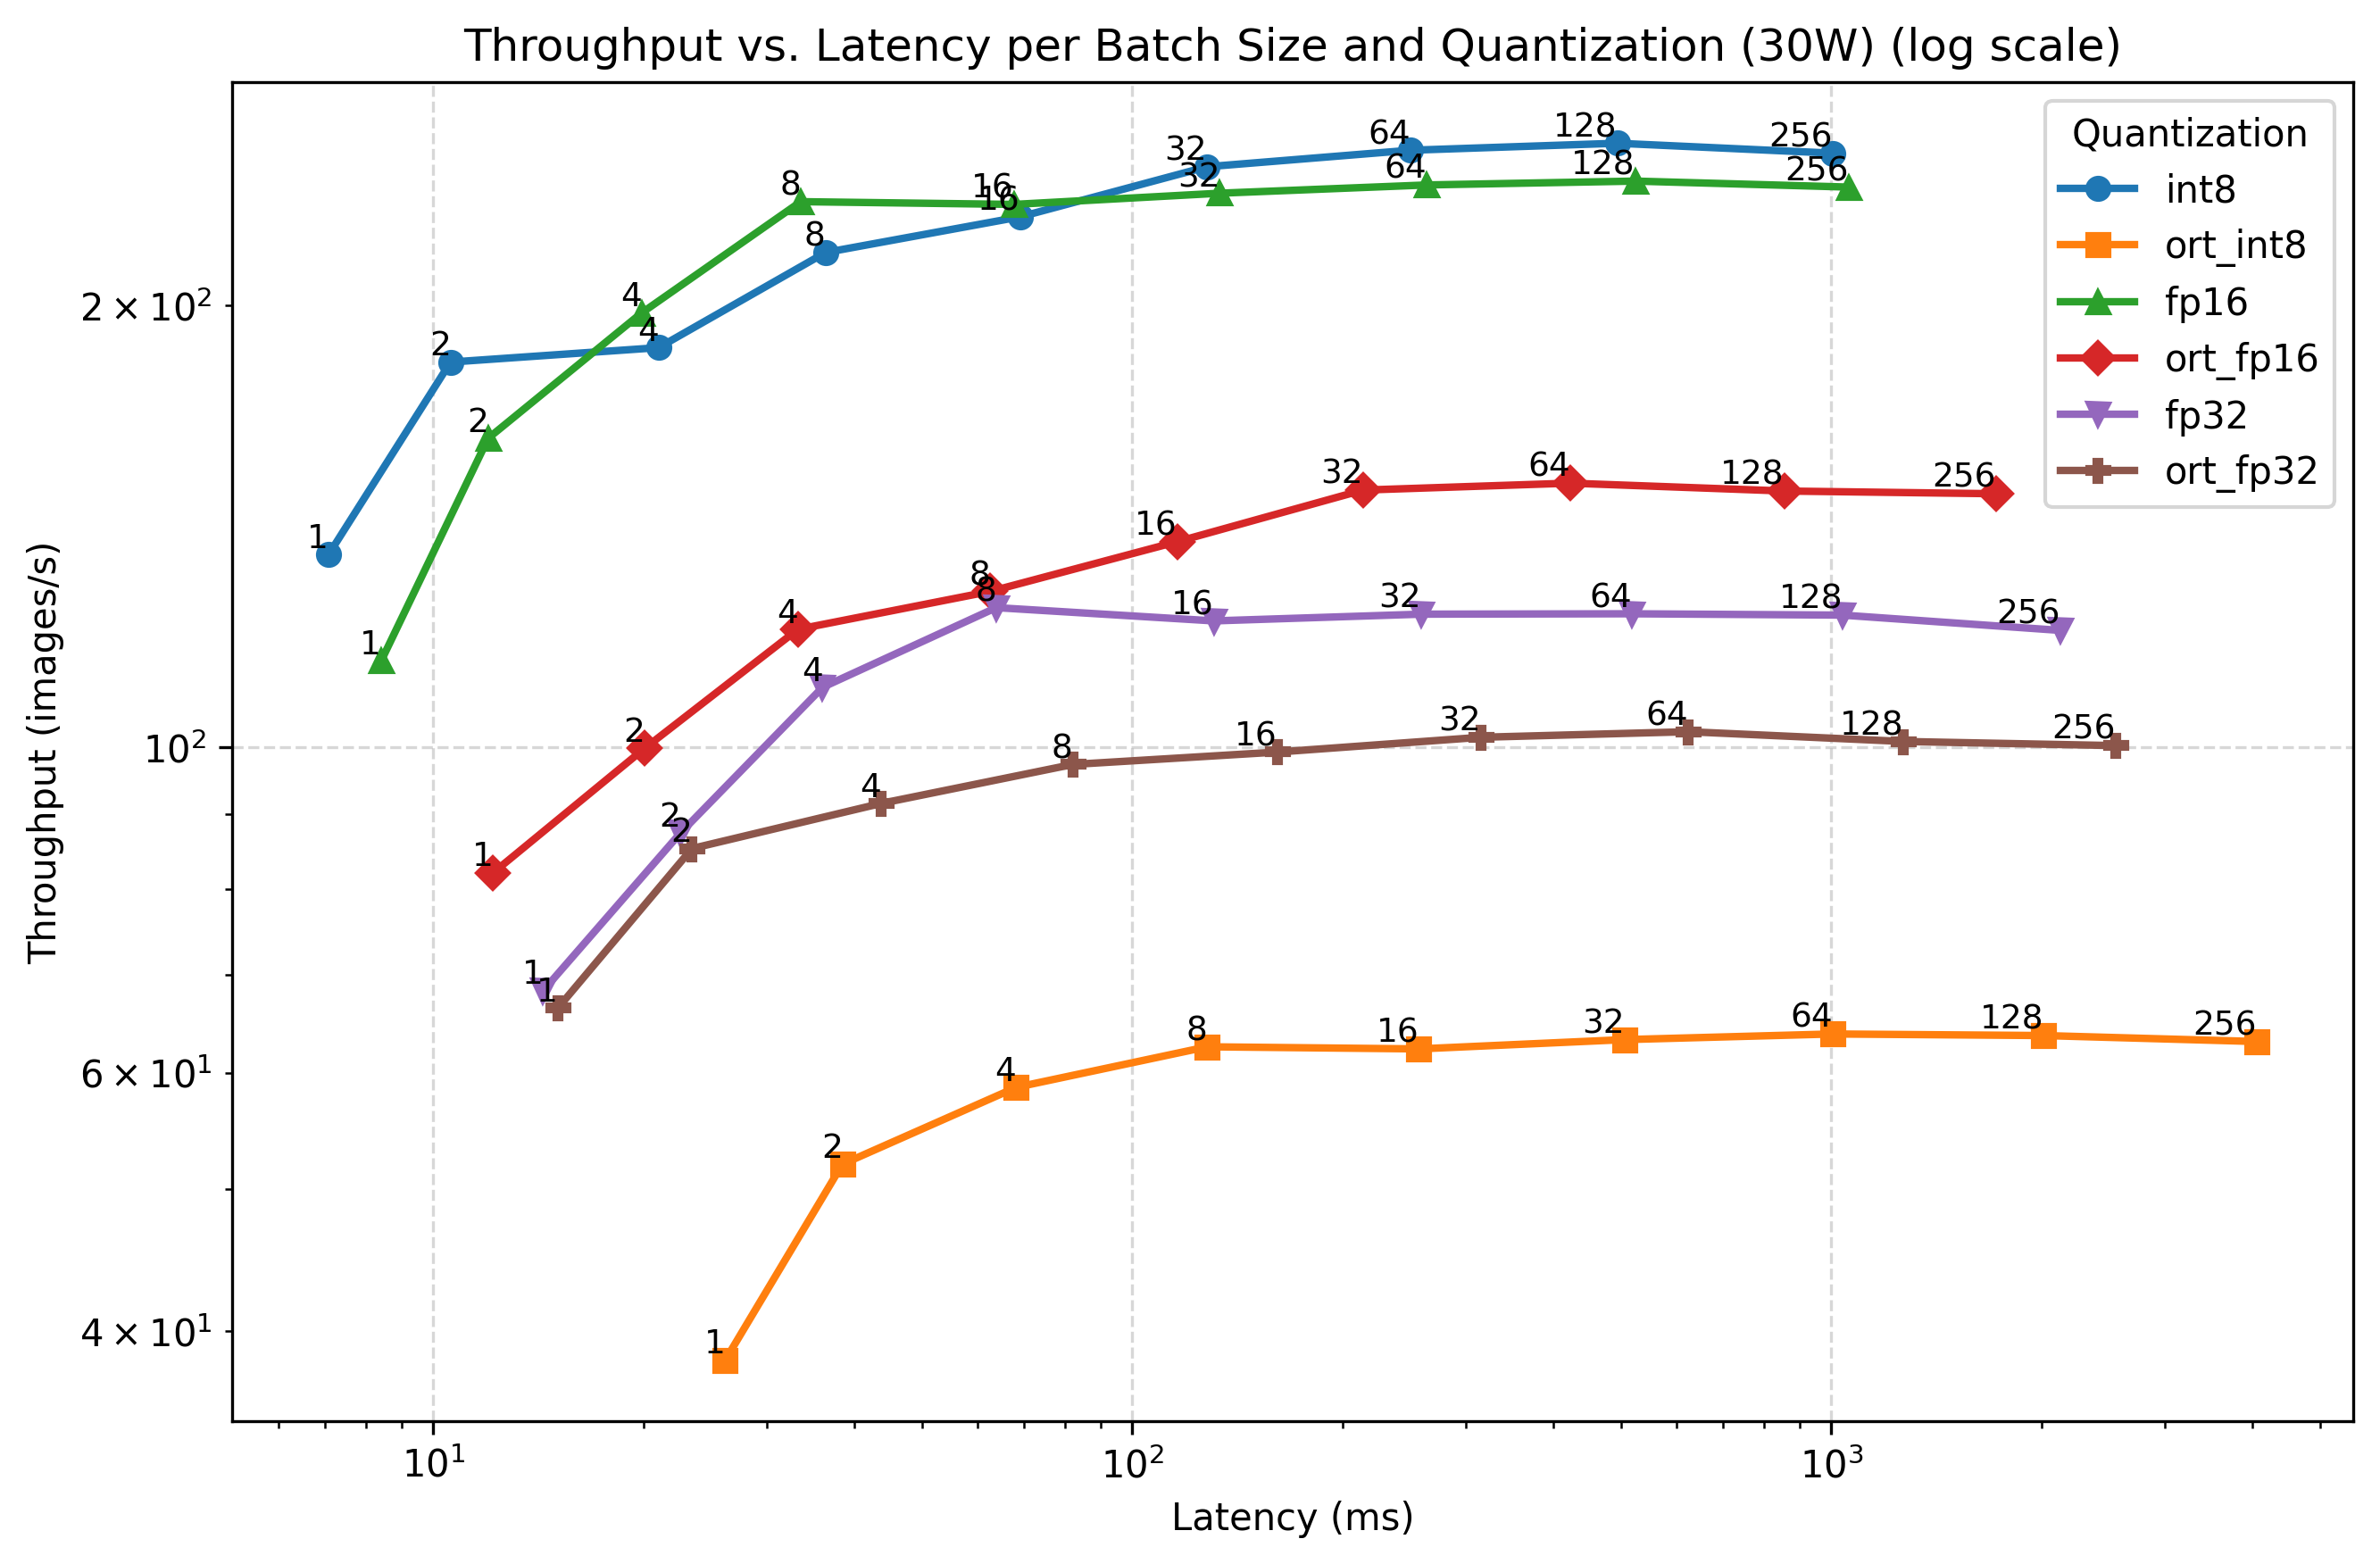 Throughput vs. Latency per Batch Size and Quantization (30W) (log scale)
Throughput (images/s)
2 × 10²
10²
6 × 10¹
4 × 10¹
Quantization
int8
ort_int8
fp16
ort_fp16
fp32
ort_fp32
1 2 4 8 16 32 64 128 256
1 2 4 8 16 32 64 128 256
1 2 4 8 16 32 64 128 256
1 2 4 8 16 32 64 128 256
1 2 4 8 16 32 64 128 256
1 2 4 8 16 32 64 128 256
10¹ 10² 10³
Latency (ms)